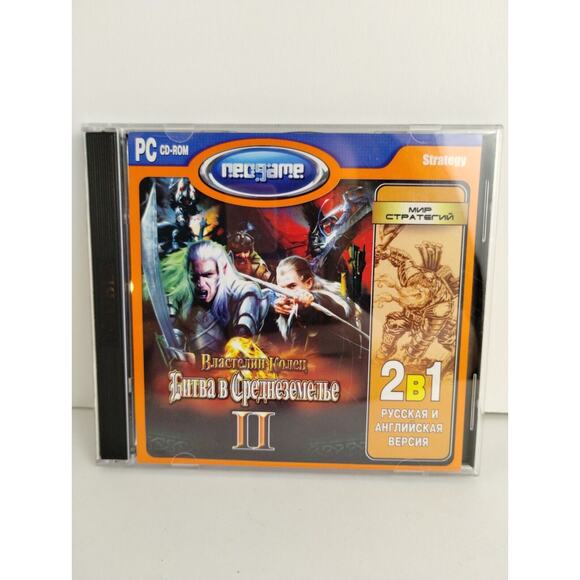 PC CD-ROM
neogame
Strategy
МИР
СТРАТЕГИЙ
Властелин Колец
Битва в Средиземелье
II
2в1
РУССКАЯ И
АНГЛИЙСКАЯ
ВЕРСИЯ